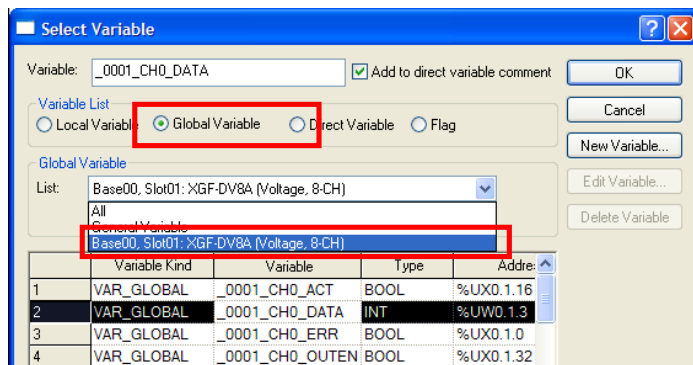 Select Variable
Variable: _0001_CH0_DATA Add to direct variable comment OK
Variable List
Local Variable Global Variable Direct Variable Flag Cancel
New Variable...
Global Variable
List: Base00, Slot01: XGF-DV8A (Voltage, 8-CH) Edit Variable...
All
General Variable Delete Variable
Base00, Slot01: XGF-DV8A (Voltage, 8-CH)
Variable Kind Variable Type
1 VAR_GLOBAL _0001_CH0_ACT BOOL %UX0.1.16
2 VAR_GLOBAL _0001_CH0_DATA INT %UW0.1.3
3 VAR_GLOBAL _0001_CH0_ERR BOOL %UX0.1.0
4 VAR_GLOBAL _0001_CH0_OUTEN BOOL %UX0.1.32